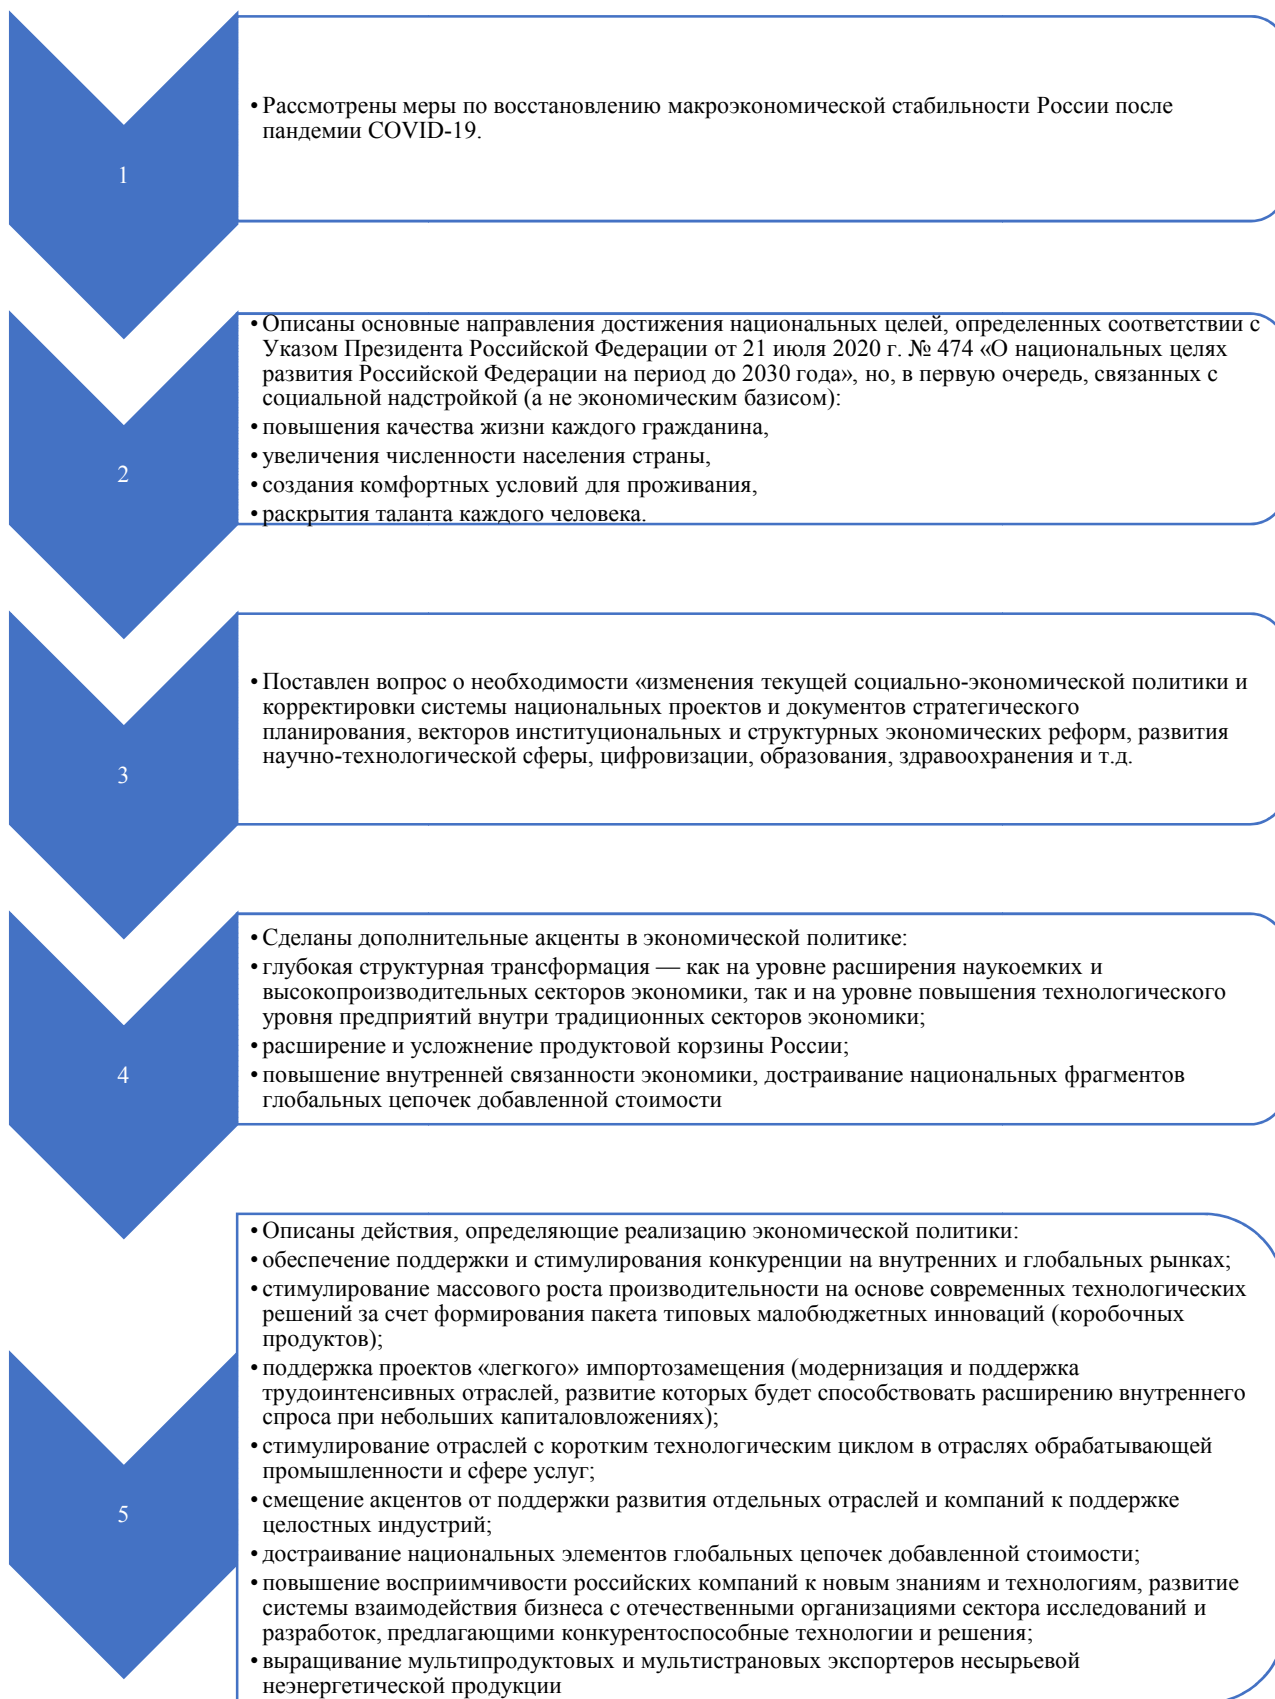 1
• Рассмотрены меры по восстановлению макроэкономической стабильности России после
пандемии COVID-19.
2
• Описаны основные направления достижения национальных целей, определенных соответствии с
Указом Президента Российской Федерации от 21 июля 2020 г. № 474 «О национальных целях
развития Российской Федерации на период до 2030 года», но, в первую очередь, связанных с
социальной надстройкой (а не экономическим базисом):
• повышения качества жизни каждого гражданина,
• увеличения численности населения страны,
• создания комфортных условий для проживания,
• раскрытия таланта каждого человека.
3
• Поставлен вопрос о необходимости «изменения текущей социально-экономической политики и
корректировки системы национальных проектов и документов стратегического
планирования, векторов институциональных и структурных экономических реформ, развития
научно-технологической сферы, цифровизации, образования, здравоохранения и т.д.
4
• Сделаны дополнительные акценты в экономической политике:
• глубокая структурная трансформация — как на уровне расширения наукоемких и
высокопроизводительных секторов экономики, так и на уровне повышения технологического
уровня предприятий внутри традиционных секторов экономики;
• расширение и усложнение продуктовой корзины России;
• повышение внутренней связанности экономики, достраивание национальных фрагментов
глобальных цепочек добавленной стоимости
5
• Описаны действия, определяющие реализацию экономической политики:
• обеспечение поддержки и стимулирования конкуренции на внутренних и глобальных рынках;
• стимулирование массового роста производительности на основе современных технологических
решений за счет формирования пакета типовых малобюджетных инноваций (коробочных
продуктов);
• поддержка проектов «легкого» импортозамещения (модернизация и поддержка
трудоинтенсивных отраслей, развитие которых будет способствовать расширению внутреннего
спроса при небольших капиталовложениях);
• стимулирование отраслей с коротким технологическим циклом в отраслях обрабатывающей
промышленности и сфере услуг;
• смещение акцентов от поддержки развития отдельных отраслей и компаний к поддержке
целостных индустрий;
• достраивание национальных элементов глобальных цепочек добавленной стоимости;
• повышение восприимчивости российских компаний к новым знаниям и технологиям, развитие
системы взаимодействия бизнеса с отечественными организациями сектора исследований и
разработок, предлагающими конкурентоспособные технологии и решения;
• выращивание мультипродуктовых и мультистрановых экспортеров несырьевой
неэнергетической продукции